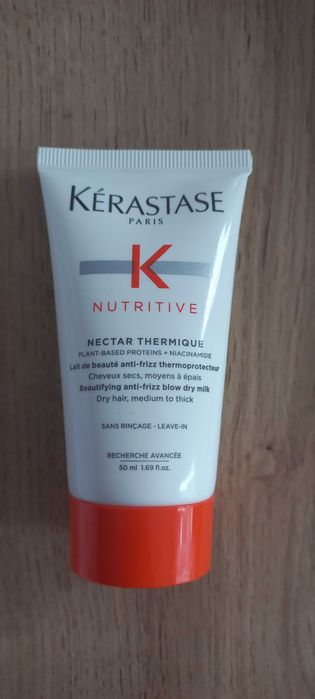 KÉRASTASE
PARIS
K
NUTRITIVE
NECTAR THERMIQUE
PLANT-BASED PROTEINS + NIACINAMIDE
Lait de beauté anti-frizz thermoprotecteur
Cheveux secs, moyens à épais
Beautifying anti-frizz blow dry milk
Dry hair, medium to thick
SANS RINÇAGE - LEAVE-IN
RECHERCHE AVANCÉE
50 ml 1.69 fl.oz.